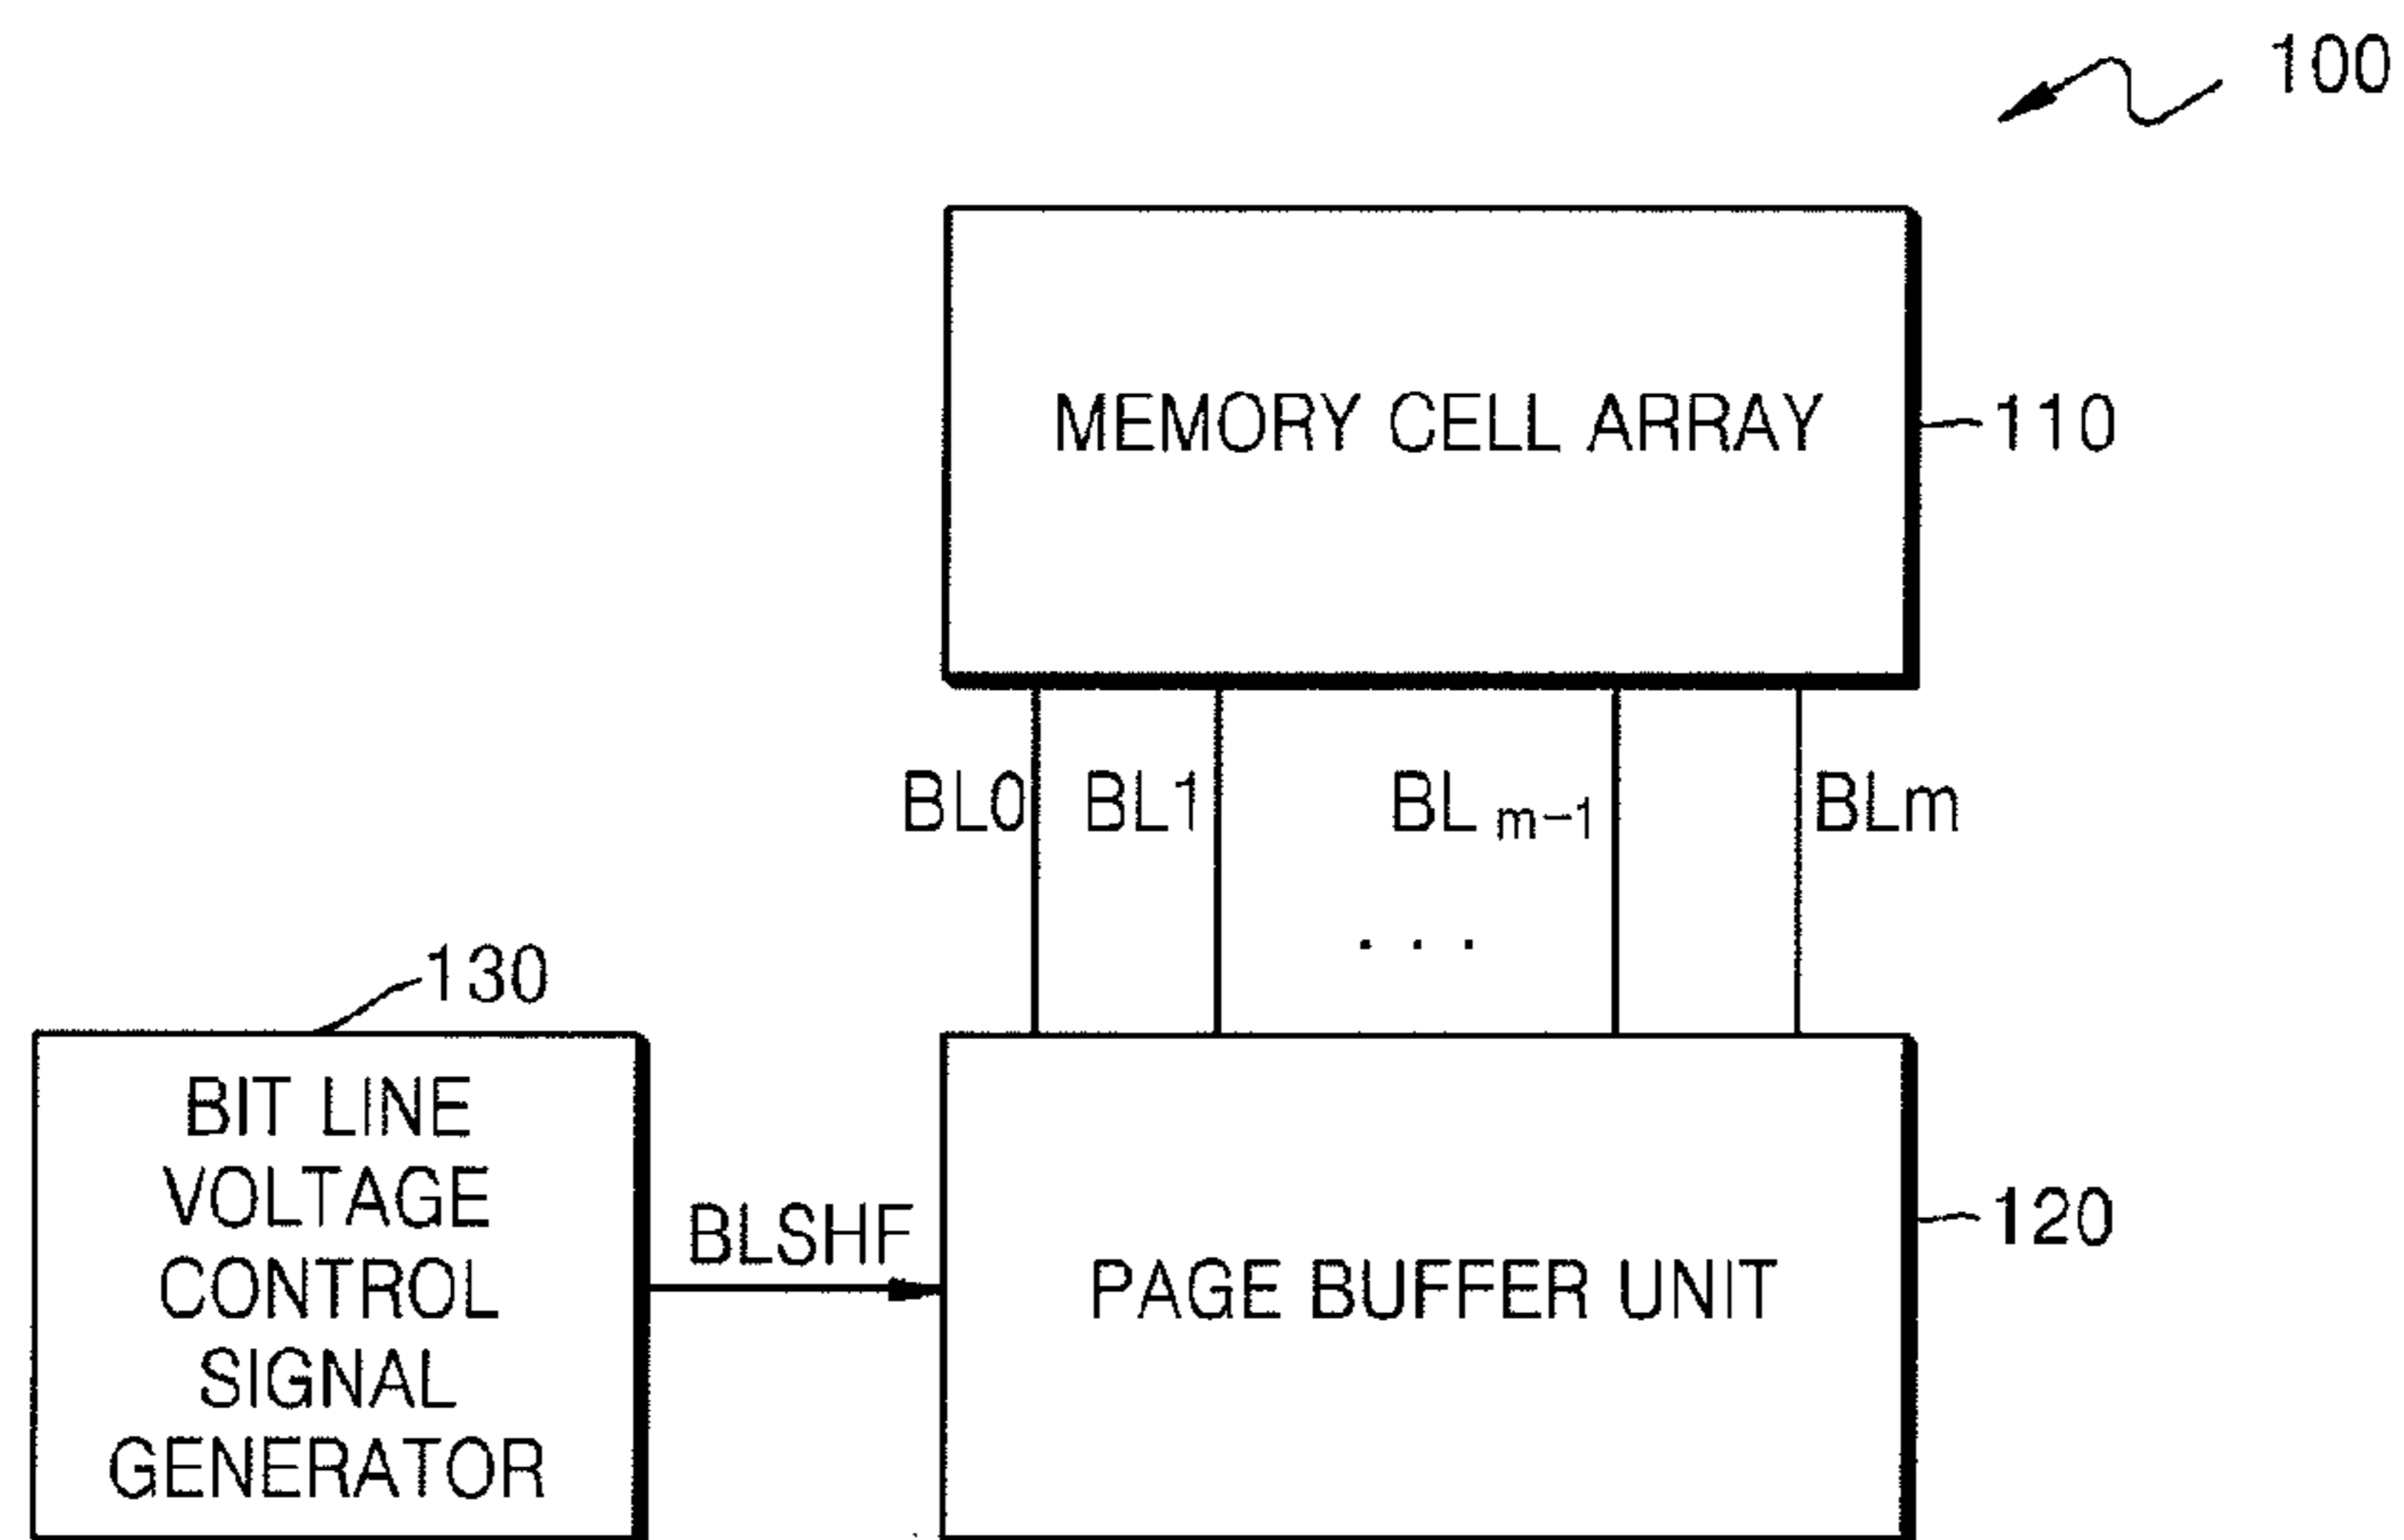 100
MEMORY CELL ARRAY
110
BL0
BL1
BL m-1
BLm
. . .
130
BIT LINE
VOLTAGE
CONTROL
SIGNAL
GENERATOR
BLSHF
PAGE BUFFER UNIT
120